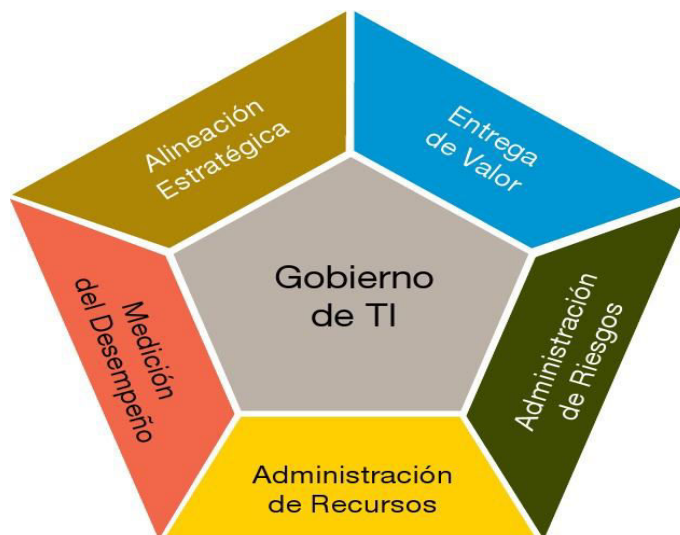 Alineación
Estratégica
Entrega
de Valor
Gobierno
de TI
Medición
del Desempeño
Administración
de Riesgos
Administración
de Recursos